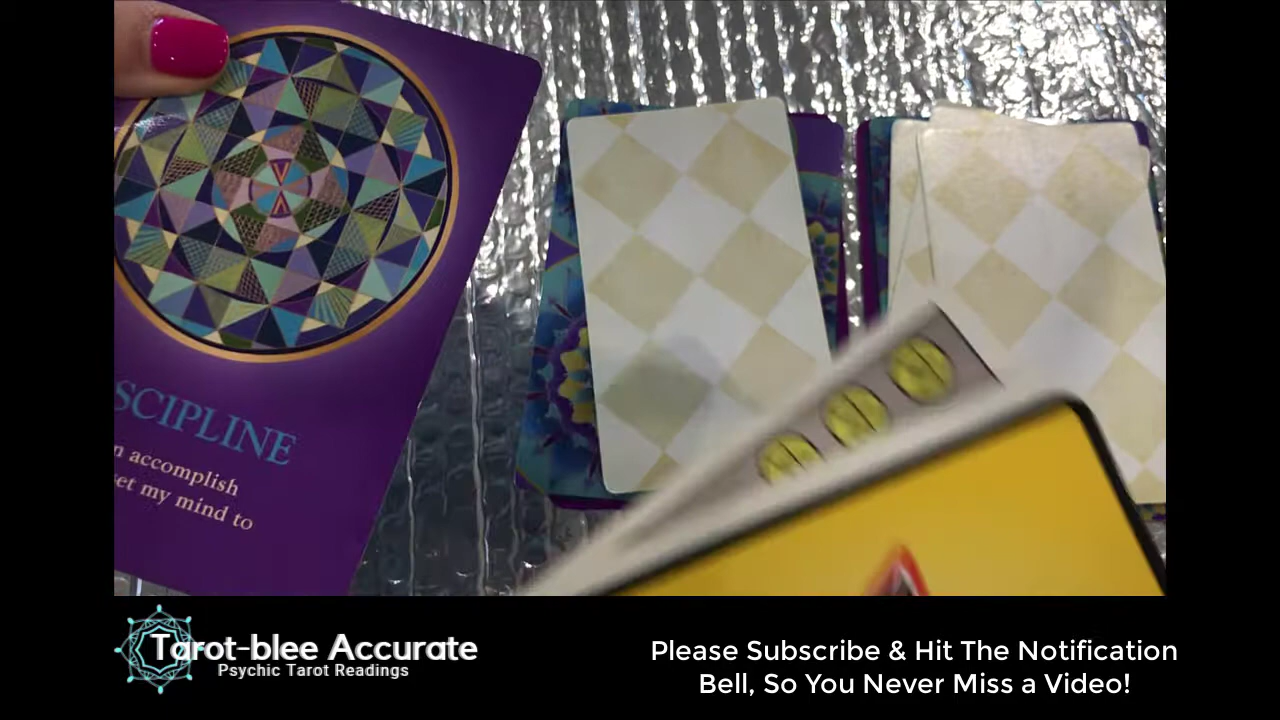 SCIPLINE
n accomplish
et my mind to
Tarot-blee Accurate
Psychic Tarot Readings
Please Subscribe & Hit The Notification
Bell, So You Never Miss a Video!